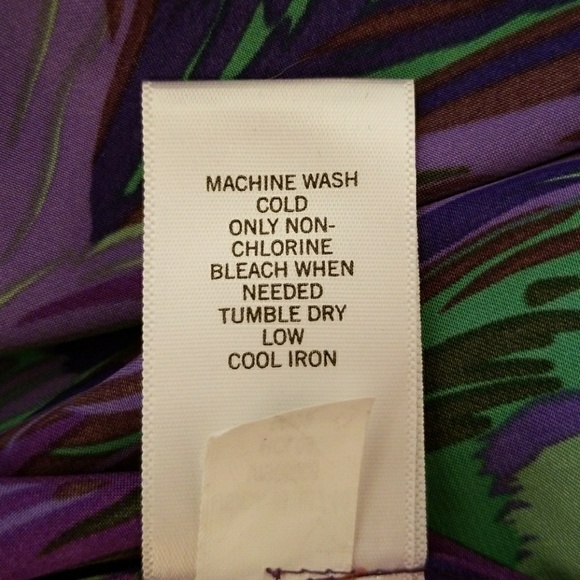 MACHINE WASH
COLD
ONLY NON-
CHLORINE
BLEACH WHEN
NEEDED
TUMBLE DRY
LOW
COOL IRON